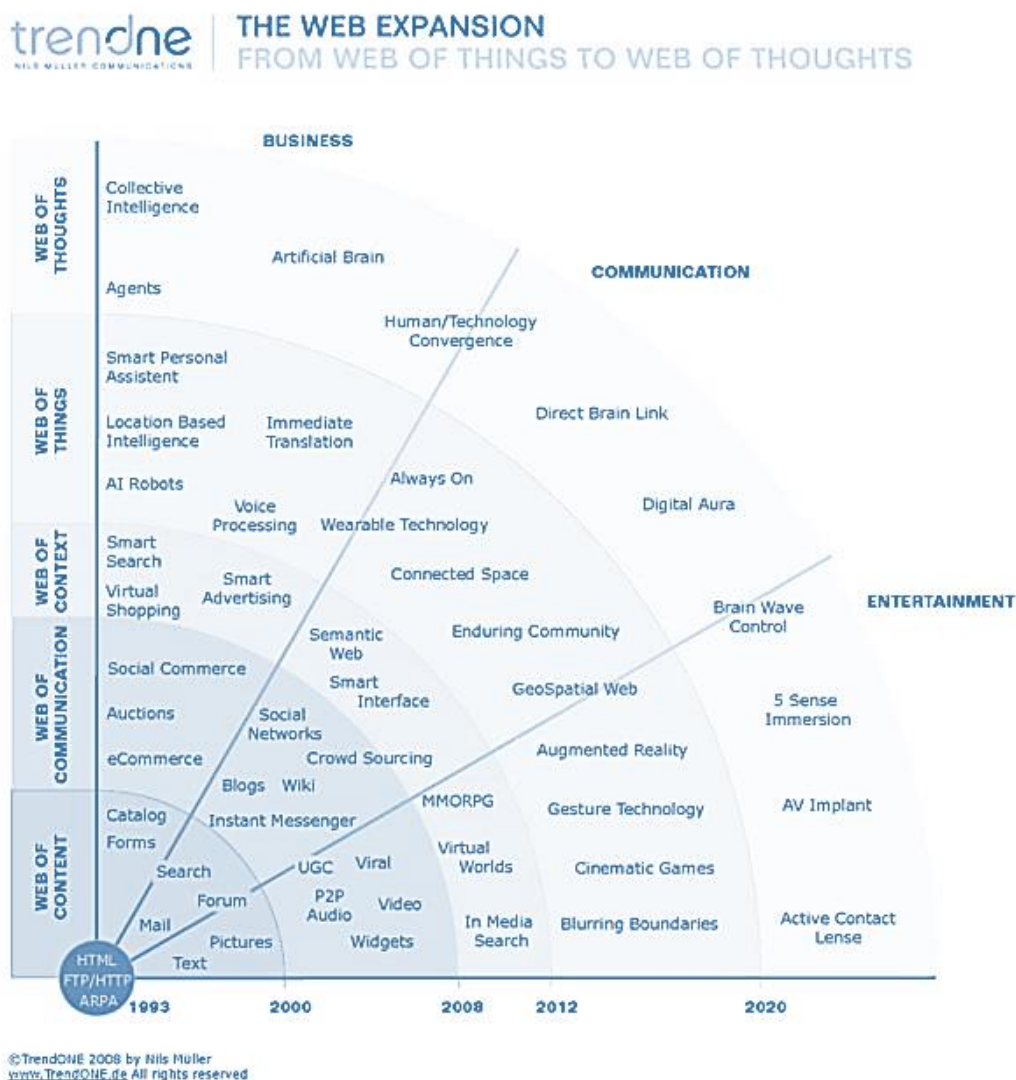 trendone
NILS MÜLLER COMMUNICATIONS
THE WEB EXPANSION
FROM WEB OF THINGS TO WEB OF THOUGHTS
BUSINESS
COMMUNICATION
ENTERTAINMENT
WEB OF
THOUGHTS
Collective
Intelligence
Artificial Brain
Agents
Human/Technology
Convergence
Direct Brain Link
Digital Aura
Brain Wave
Control
5 Sense
Immersion
AV Implant
Active Contact
Lense
WEB OF
THINGS
Smart Personal
Assistent
Location Based
Intelligence
Immediate
Translation
AI Robots
Voice
Processing
Always On
Wearable Technology
Connected Space
Enduring Community
GeoSpatial Web
Augmented Reality
Gesture Technology
Cinematic Games
Blurring Boundaries
WEB OF
CONTEXT
Smart
Search
Virtual
Shopping
Smart
Advertising
Semantic
Web
Smart
Interface
MMORPG
Virtual
Worlds
In Media
Search
WEB OF
COMMUNICATION
Social Commerce
Auctions
eCommerce
Social
Networks
Crowd Sourcing
Blogs
Wiki
Instant Messenger
UGC
Viral
P2P
Audio
Video
Widgets
WEB OF
CONTENT
Catalog
Forms
Search
Forum
Mail
Pictures
Text
HTML
FTP/HTTP
ARPA
1993
2000
2008
2012
2020
©TrendONE 2008 by Nils Müller
www.TrendONE.de All rights reserved